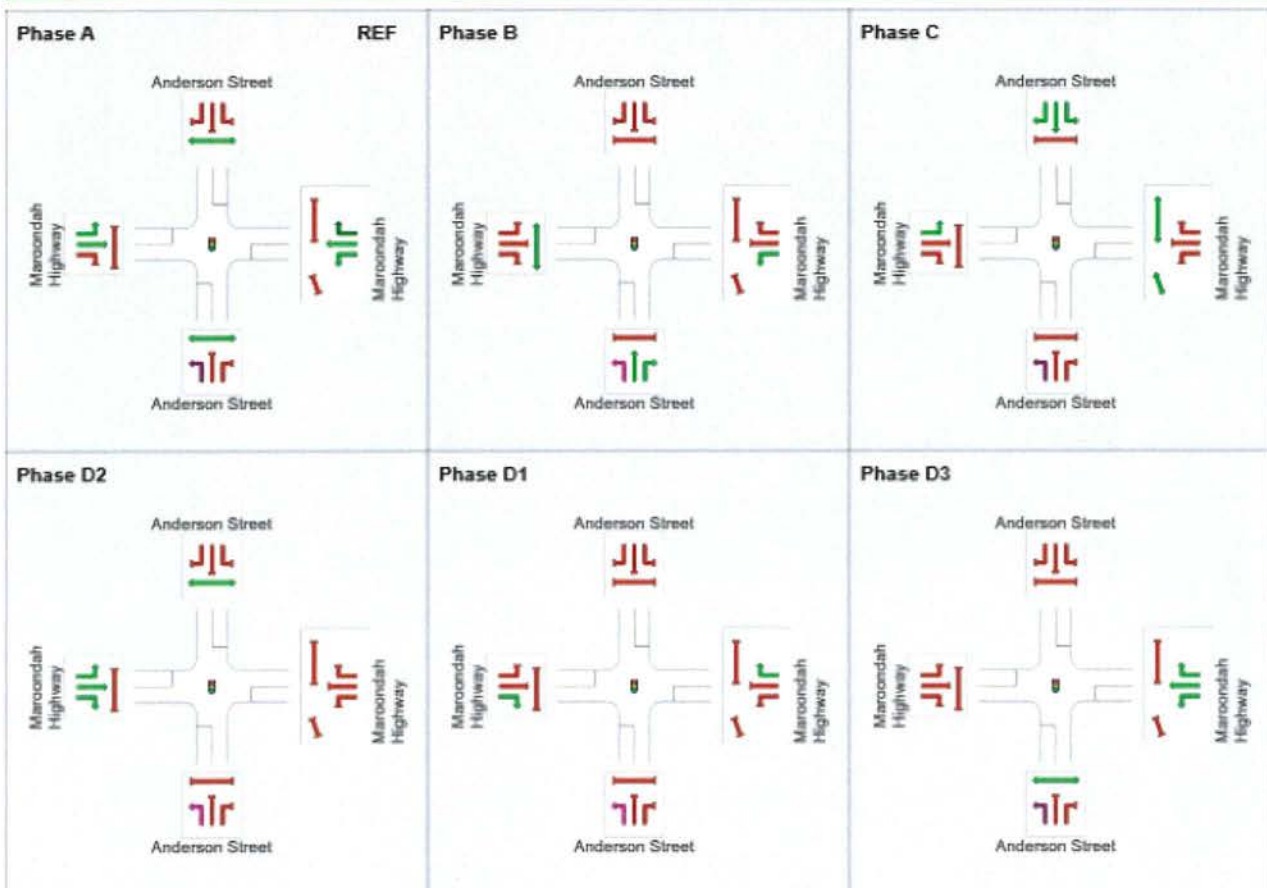 Phase A
REF
Anderson Street
Maroondah
Highway
Maroondah
Highway
Anderson Street
Phase B
Anderson Street
Maroondah
Highway
Maroondah
Highway
Anderson Street
Phase C
Anderson Street
Maroondah
Highway
Maroondah
Highway
Anderson Street
Phase D2
Anderson Street
Maroondah
Highway
Maroondah
Highway
Anderson Street
Phase D1
Anderson Street
Maroondah
Highway
Maroondah
Highway
Anderson Street
Phase D3
Anderson Street
Maroondah
Highway
Maroondah
Highway
Anderson Street